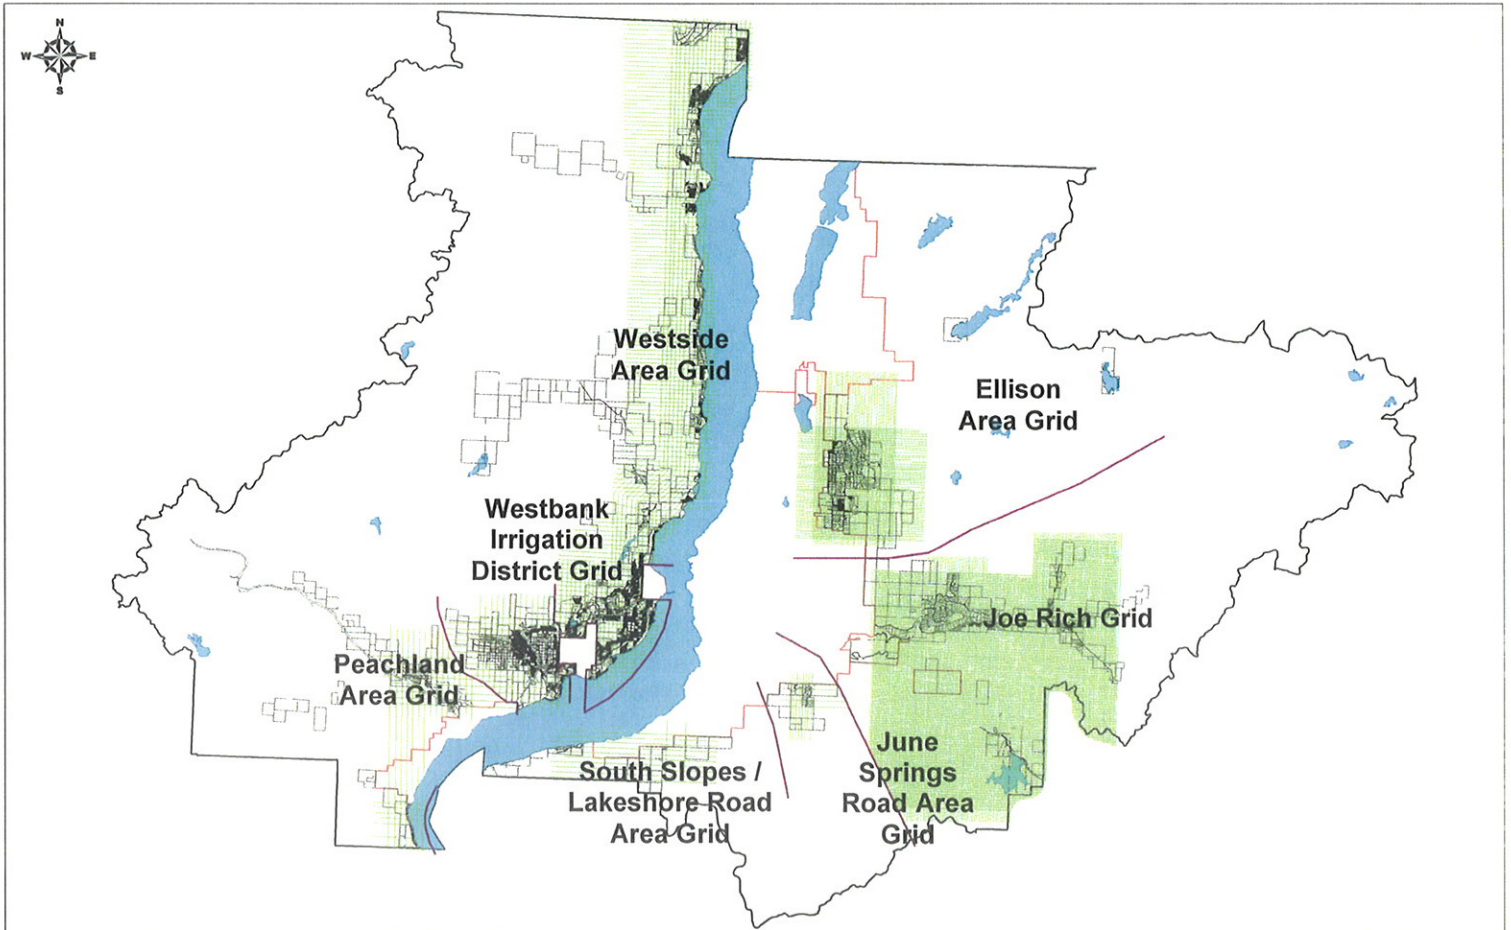 N
W E
S
Westside
Area Grid
Ellison
Area Grid
Westbank
Irrigation
District Grid
Joe Rich Grid
Peachland
Area Grid
South Slopes /
Lakeshore Road
Area Grid
June
Springs
Road Area
Grid